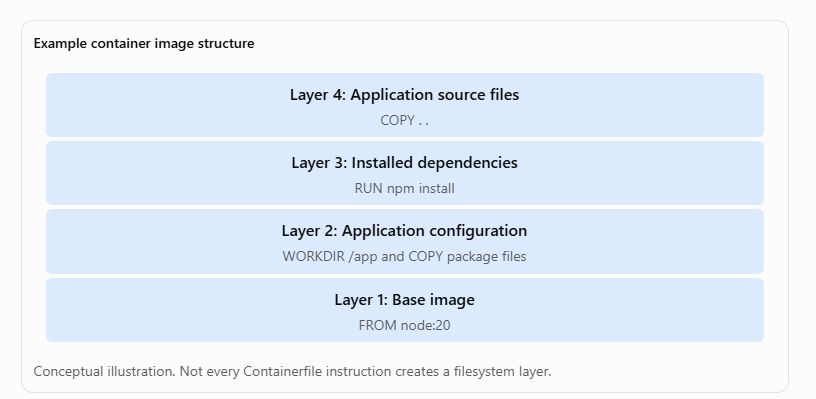 Example container image structure
Layer 4: Application source files
COPY . .
Layer 3: Installed dependencies
RUN npm install
Layer 2: Application configuration
WORKDIR /app and COPY package files
Layer 1: Base image
FROM node:20
Conceptual illustration. Not every Containerfile instruction creates a filesystem layer.